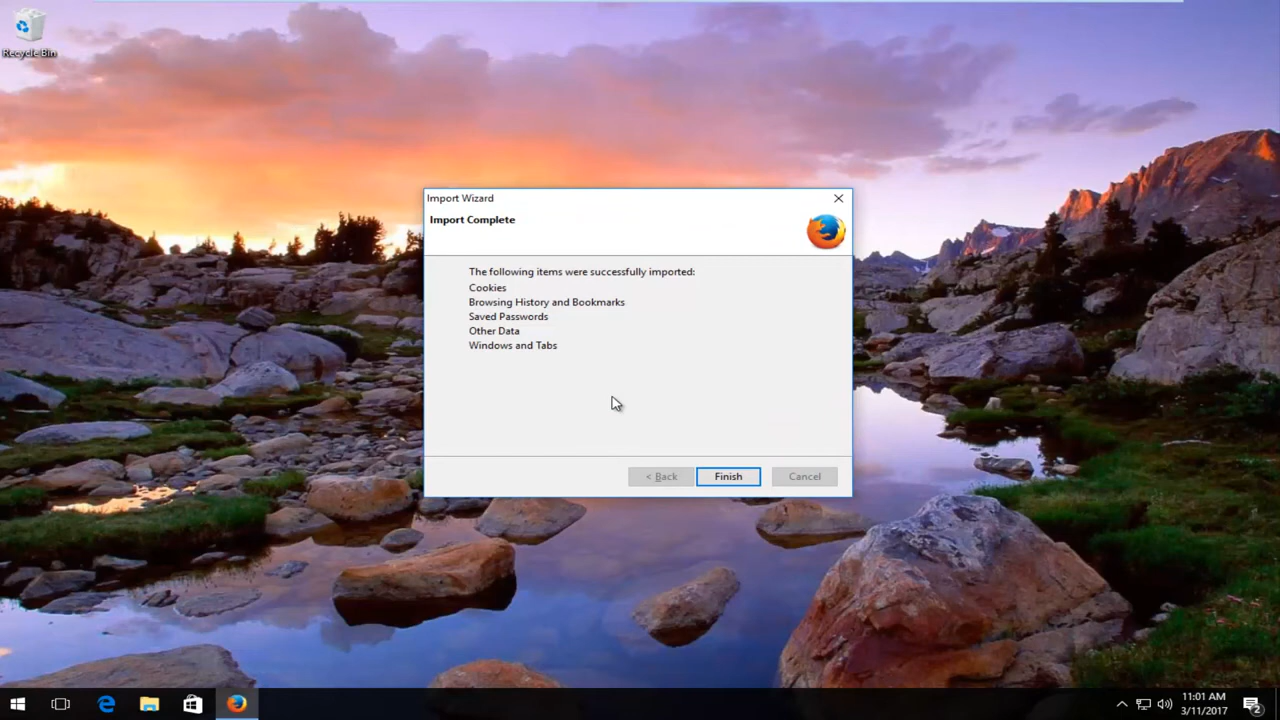 Recycle Bin
Import Wizard
Import Complete
The following items were successfully imported:
Cookies
Browsing History and Bookmarks
Saved Passwords
Other Data
Windows and Tabs
< Back
Finish
Cancel
11:01 AM
3/11/2017
2